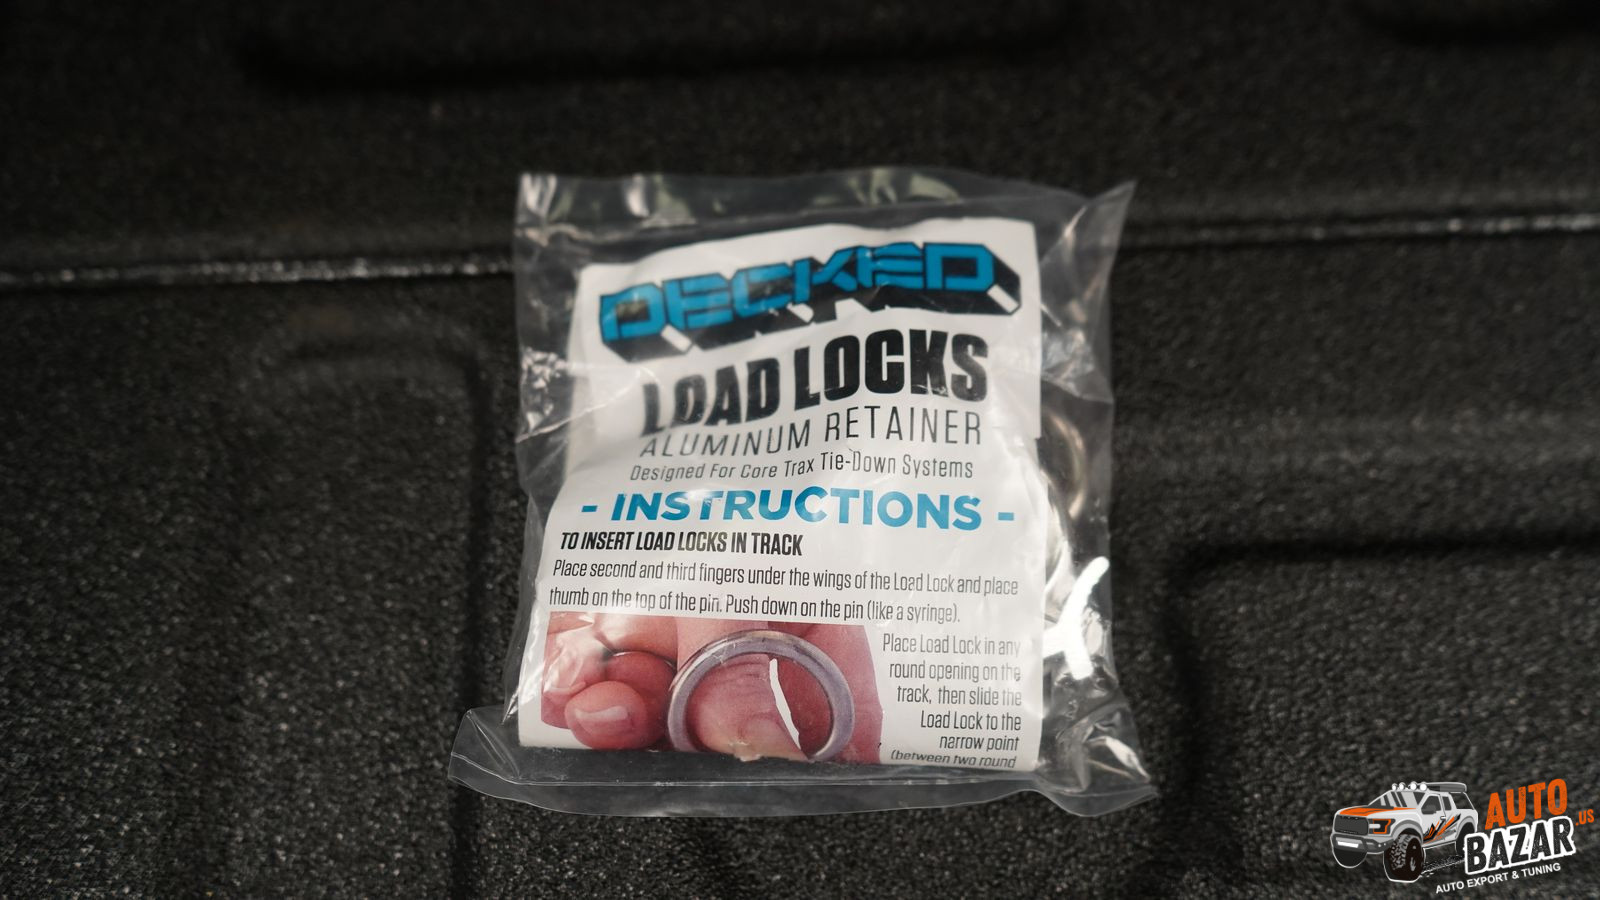 DECKED
LOAD LOCKS
ALUMINUM RETAINER
Designed For Core Trax Tie-Down Systems
- INSTRUCTIONS -
TO INSERT LOAD LOCKS IN TRACK
Place second and third fingers under the wings of the Load Lock and place
thumb on the top of the pin. Push down on the pin (like a syringe).
Place Load Lock in any
round opening on the
track, then slide the
Load Lock to the
narrow point
(between two round
AUTO
BAZAR.US
AUTO EXPORT & TUNING